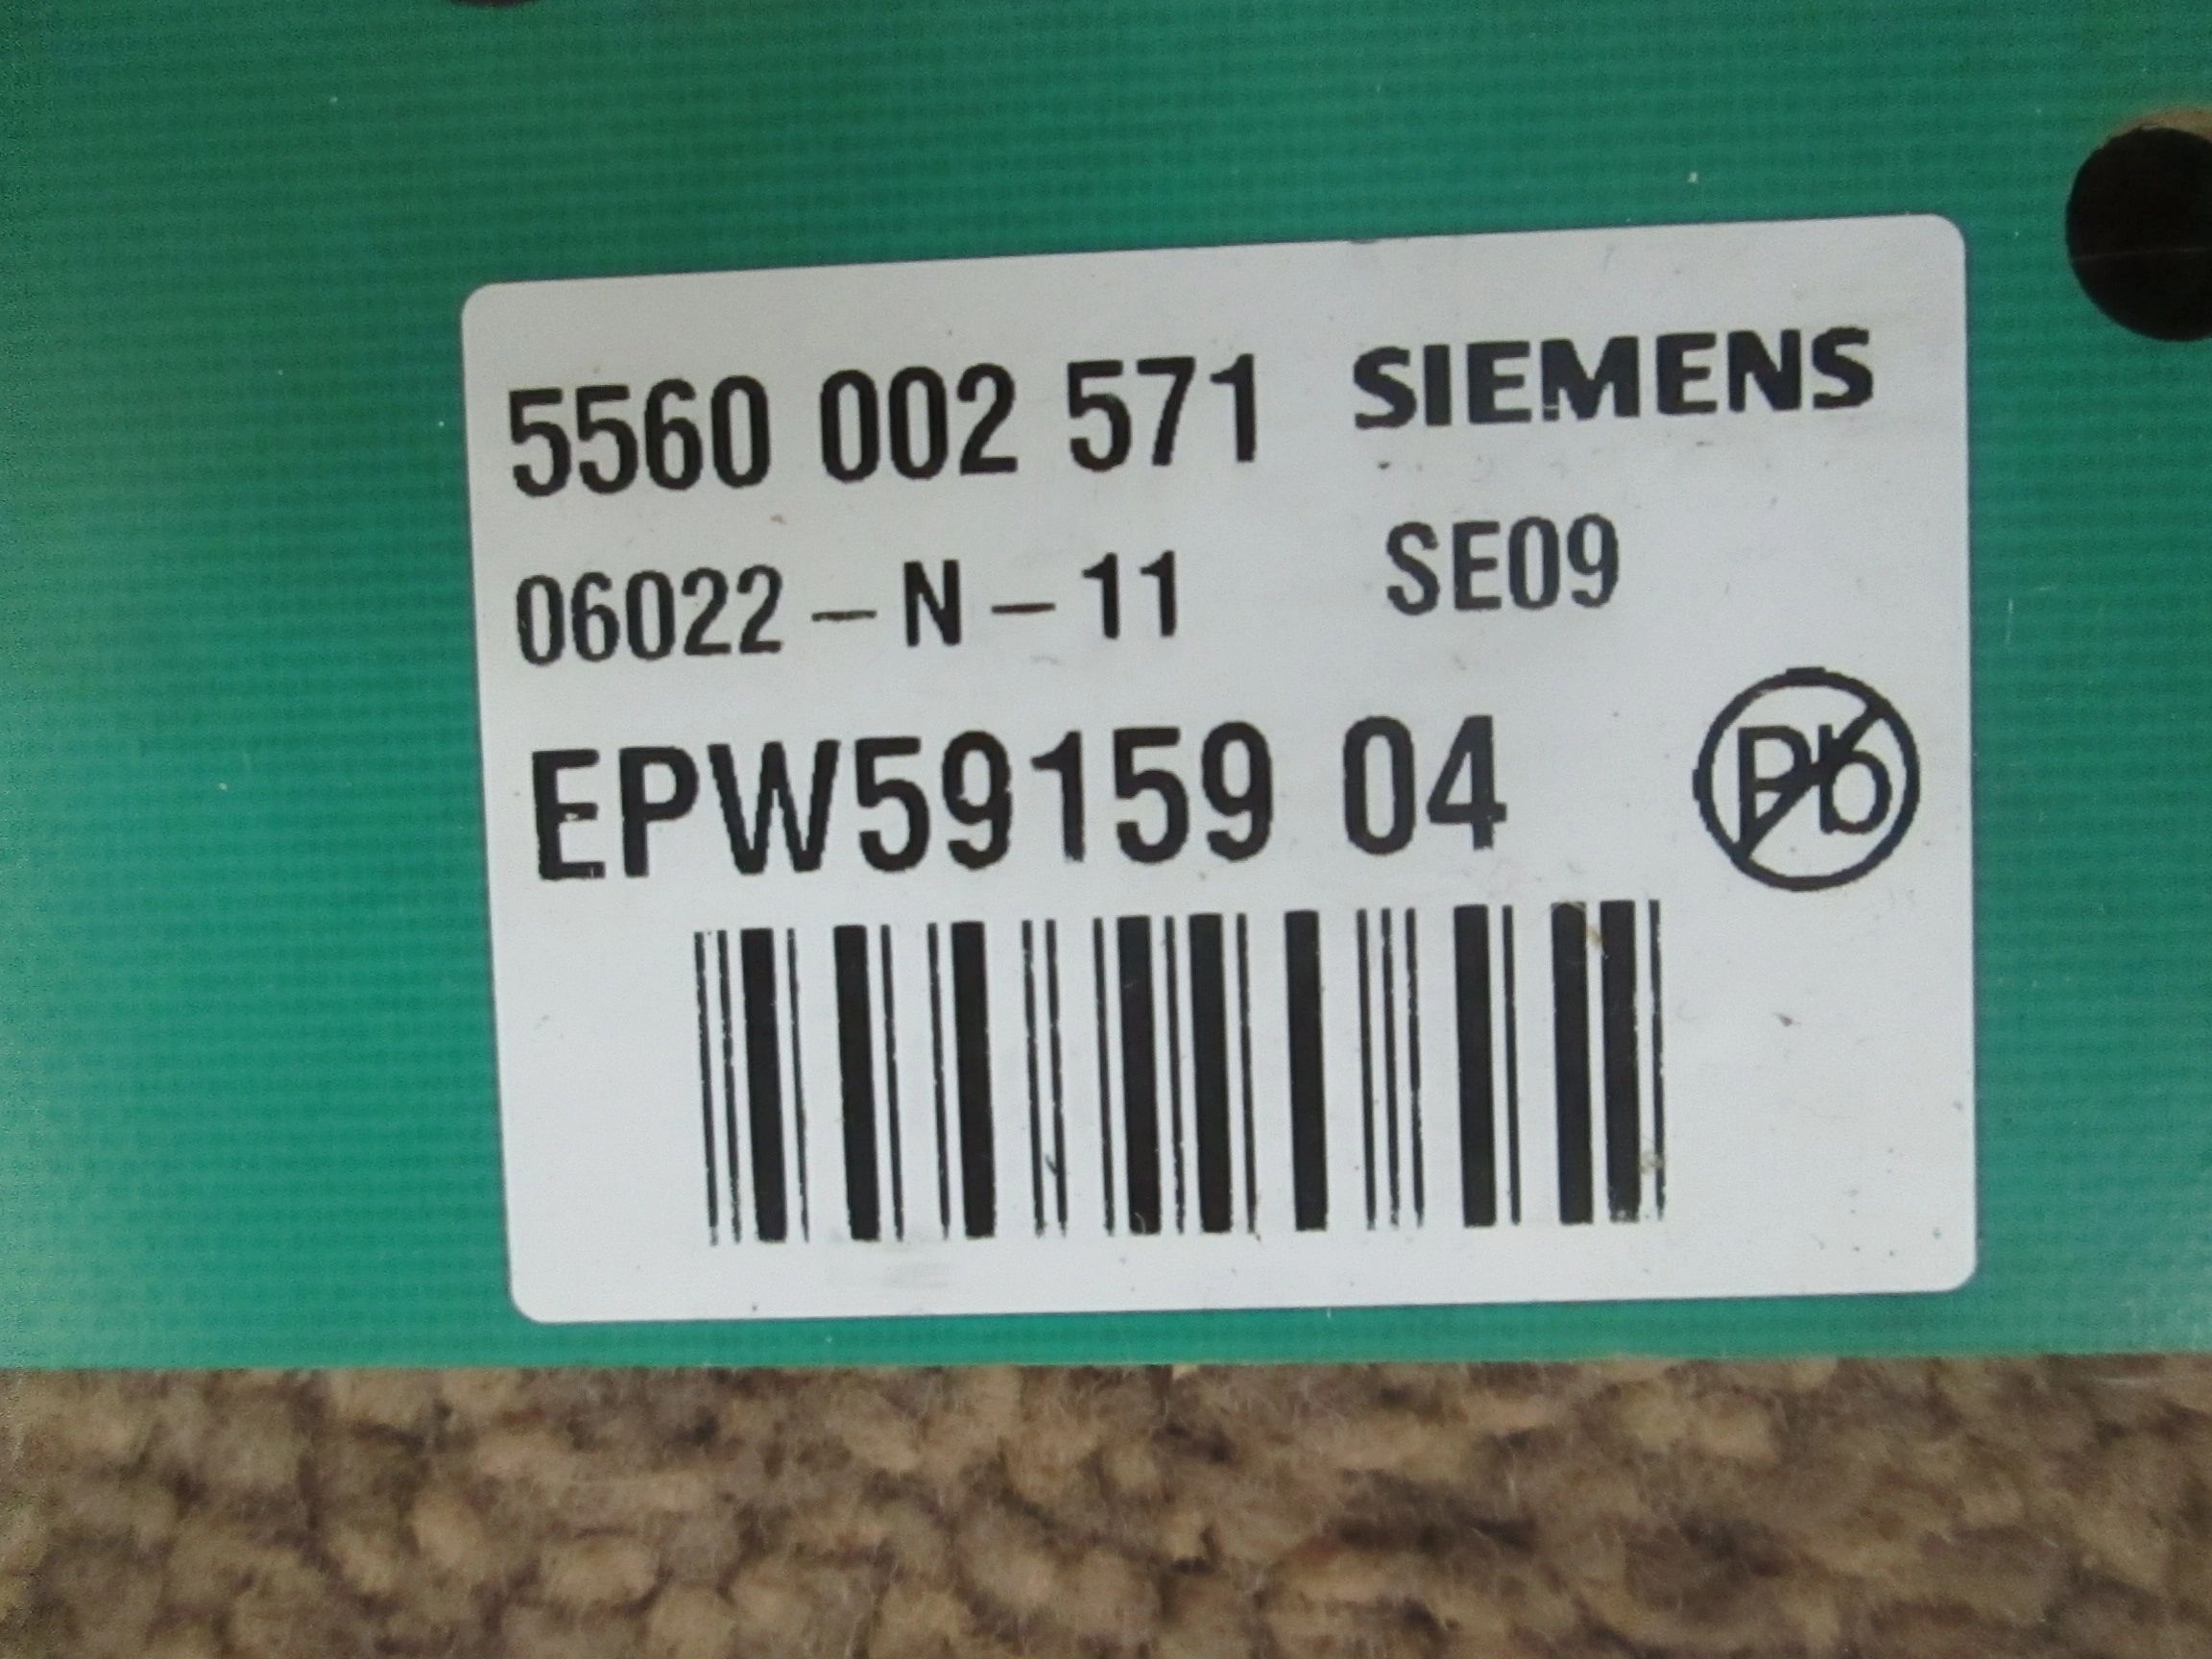 5560 002 571 SIEMENS
06022 – N – 11 SE09
EPW59159 04
Pb